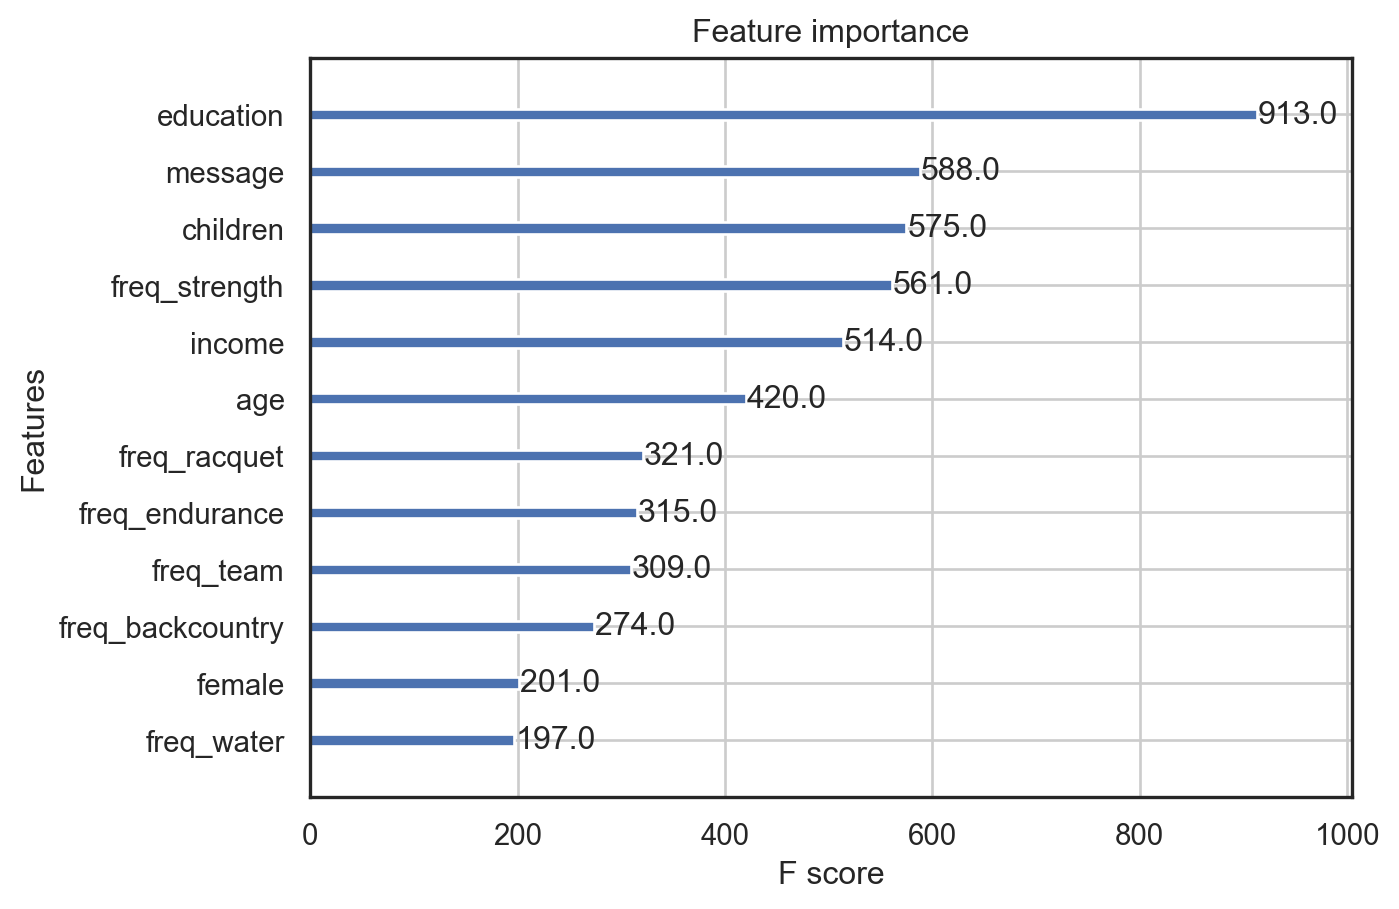 Feature importance
education 913.0
message 588.0
children 575.0
freq_strength 561.0
income 514.0
age 420.0
freq_racquet 321.0
freq_endurance 315.0
freq_team 309.0
freq_backcountry 274.0
female 201.0
freq_water 197.0
Features
0 200 400 600 800 1000
F score